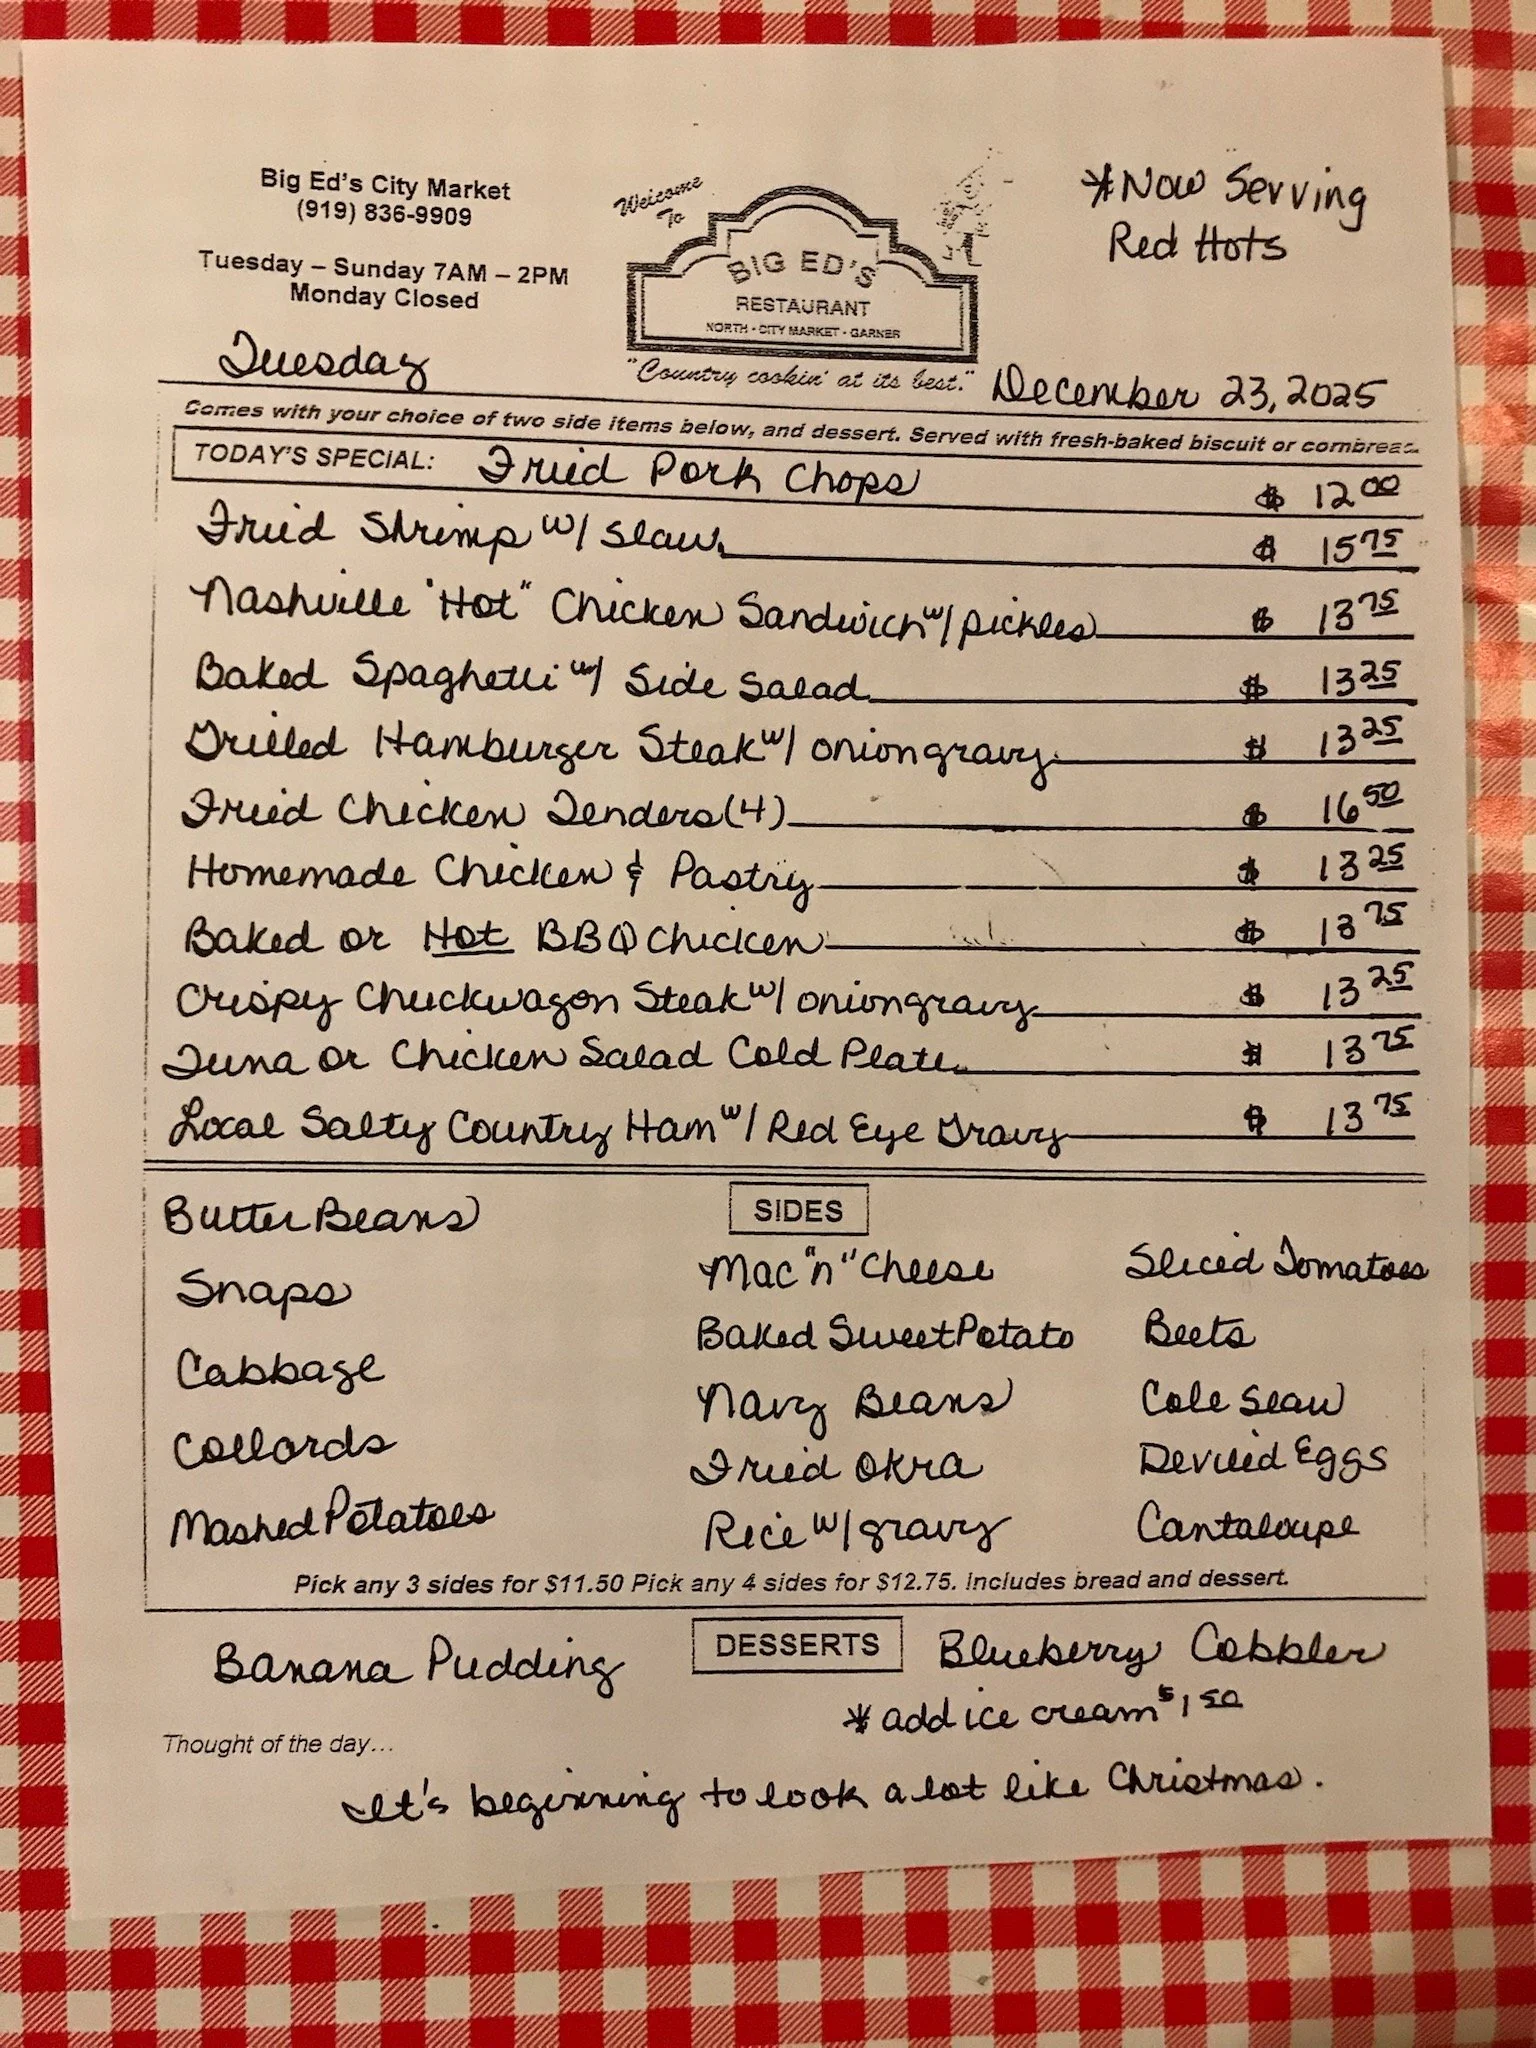 Big Ed's City Market
(919) 836-9909
Tuesday – Sunday 7AM – 2PM
Monday Closed
Welcome
To
BIG ED'S
RESTAURANT
NORTH - CITY MARKET - GARNER
"Country cookin' at its best."
*Now Serving
Red Hots
Tuesday
December 23, 2025
Comes with your choice of two side items below, and dessert. Served with fresh-baked biscuit or cornbread.
TODAY'S SPECIAL: Fried Pork Chops $ 12 00
Fried Shrimp w/ slaw $ 15 75
Nashville "Hot" Chicken Sandwich w/ pickles $ 13 75
Baked Spaghetti w/ Side Salad $ 13 25
Grilled Hamburger Steak w/ onion gravy $ 13 25
Fried Chicken Tenders (4) $ 16 50
Homemade Chicken & Pastry $ 13 25
Baked or Hot BBQ Chicken $ 13 75
Crispy Chuckwagon Steak w/ onion gravy $ 13 25
Tuna or Chicken Salad Cold Plate $ 13 75
Local Salty Country Ham w/ Red Eye Gravy $ 13 75
SIDES
Butter Beans
Snaps
Cabbage
Collards
Mashed Potatoes
Mac "n" Cheese
Baked Sweet Potato
Navy Beans
Fried Okra
Rice w/ gravy
Sliced Tomatoes
Beets
Cole Slaw
Deviled Eggs
Cantaloupe
Pick any 3 sides for $11.50 Pick any 4 sides for $12.75. Includes bread and dessert.
DESSERTS
Banana Pudding
Blueberry Cobbler
* add ice cream $1 50
Thought of the day...
It's beginning to look a lot like Christmas.